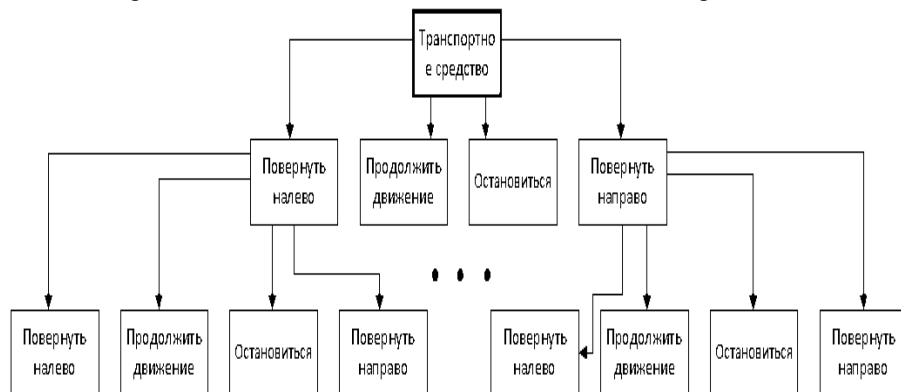 Транспортно
е средство
Повернуть
налево
Продолжить
движение
Остановиться
Повернуть
направо
Повернуть
налево
Продолжить
движение
Остановиться
Повернуть
направо
Повернуть
налево
Продолжить
движение
Остановиться
Повернуть
направо